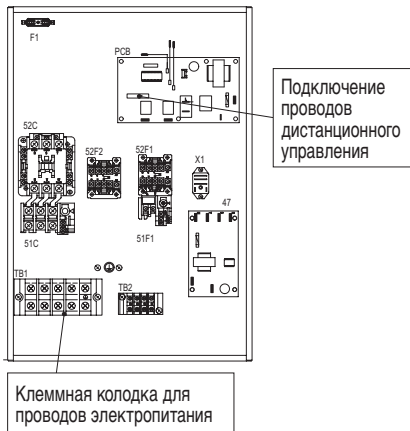 F1
PCB
Подключение
проводов
дистанционного
управления
52C
52F2
52F1
X1
47
51C
51F1
TB1
TB2
Клеммная колодка для
проводов электропитания